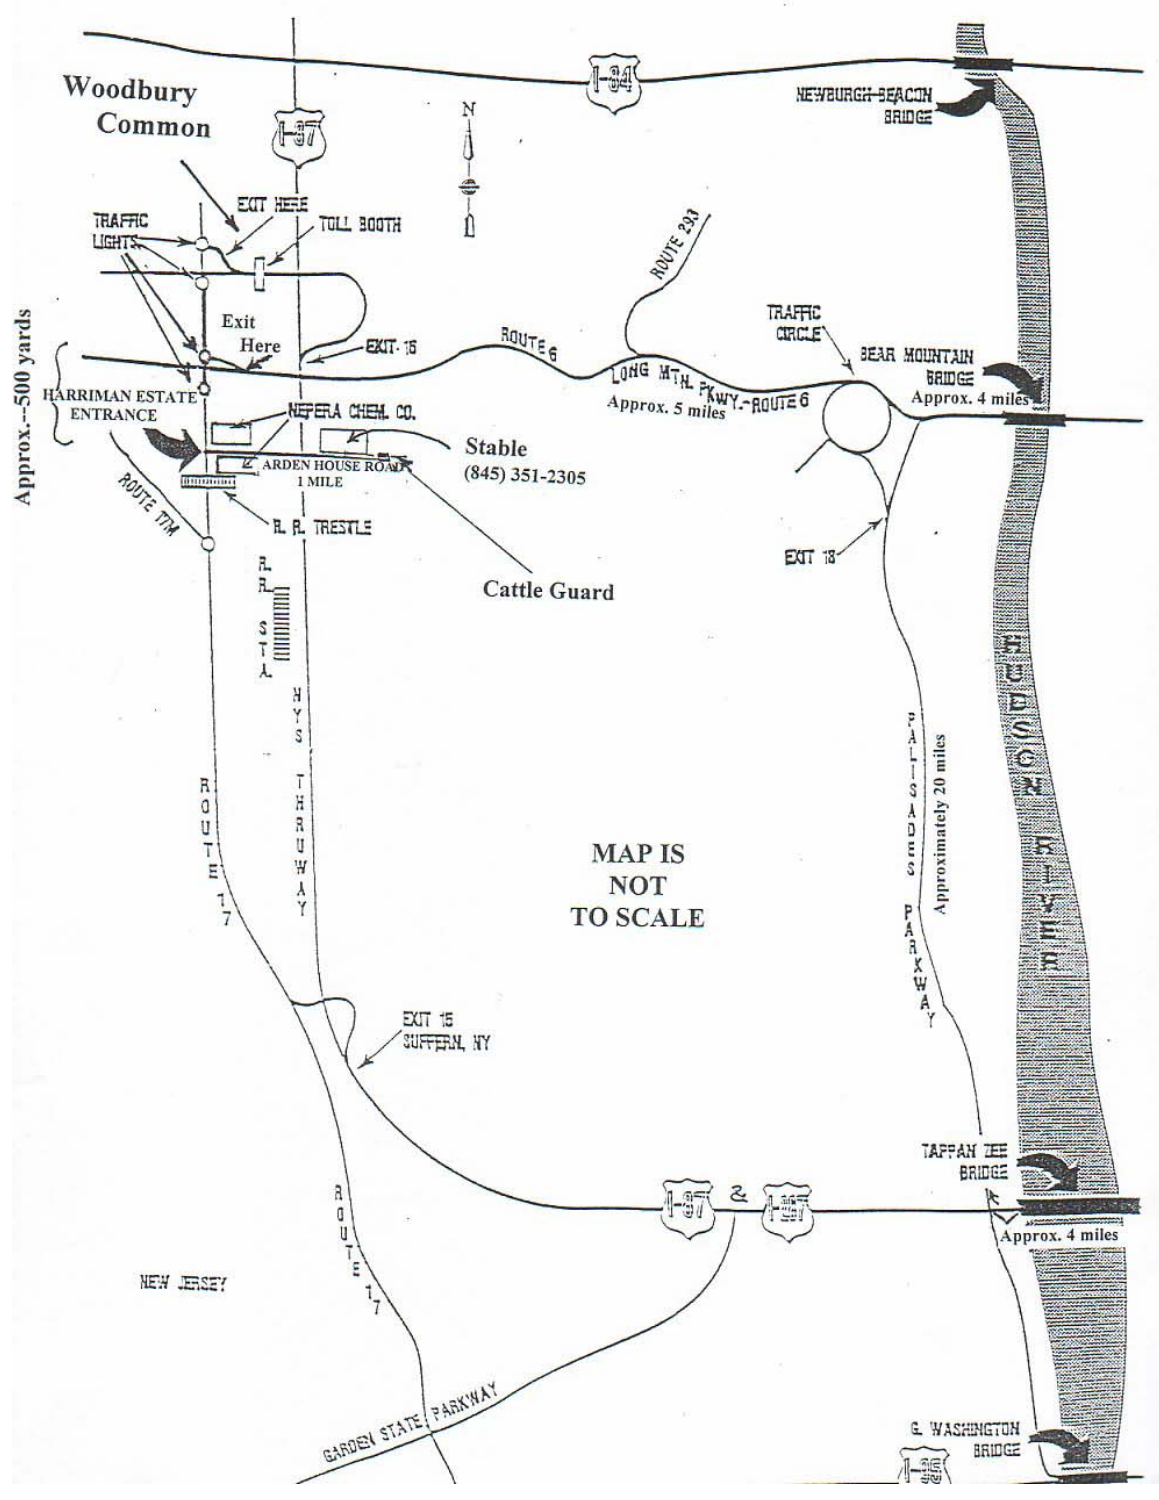 I-84
NEWBURGH-BEACON
BRIDGE
Woodbury
Common
I-87
N
EXIT HERE
TOLL BOOTH
TRAFFIC
LIGHTS
ROUTE 293
Approx.--500 yards
Exit
Here
EXIT 16
ROUTE 6
TRAFFIC
CIRCLE
BEAR MOUNTAIN
BRIDGE
Approx. 4 miles
LONG MTN. PKWY.-ROUTE 6
Approx. 5 miles
HARRIMAN ESTATE
ENTRANCE
NEPERA CHEM. CO.
Stable
(845) 351-2305
ARDEN HOUSE ROAD
1 MILE
ROUTE 17M
R. R. TRESTLE
EXIT 18
Cattle Guard
R. R. STA.
HUDSON RIVER
NYS THRUWAY
PALISADES PARKWAY
Approximately 20 miles
ROUTE 17
MAP IS
NOT
TO SCALE
EXIT 15
SUFFERN, NY
TAPPAN ZEE
BRIDGE
I-87
&
I-287
Approx. 4 miles
ROUTE 17
NEW JERSEY
GARDEN STATE PARKWAY
G. WASHINGTON
BRIDGE
I-95